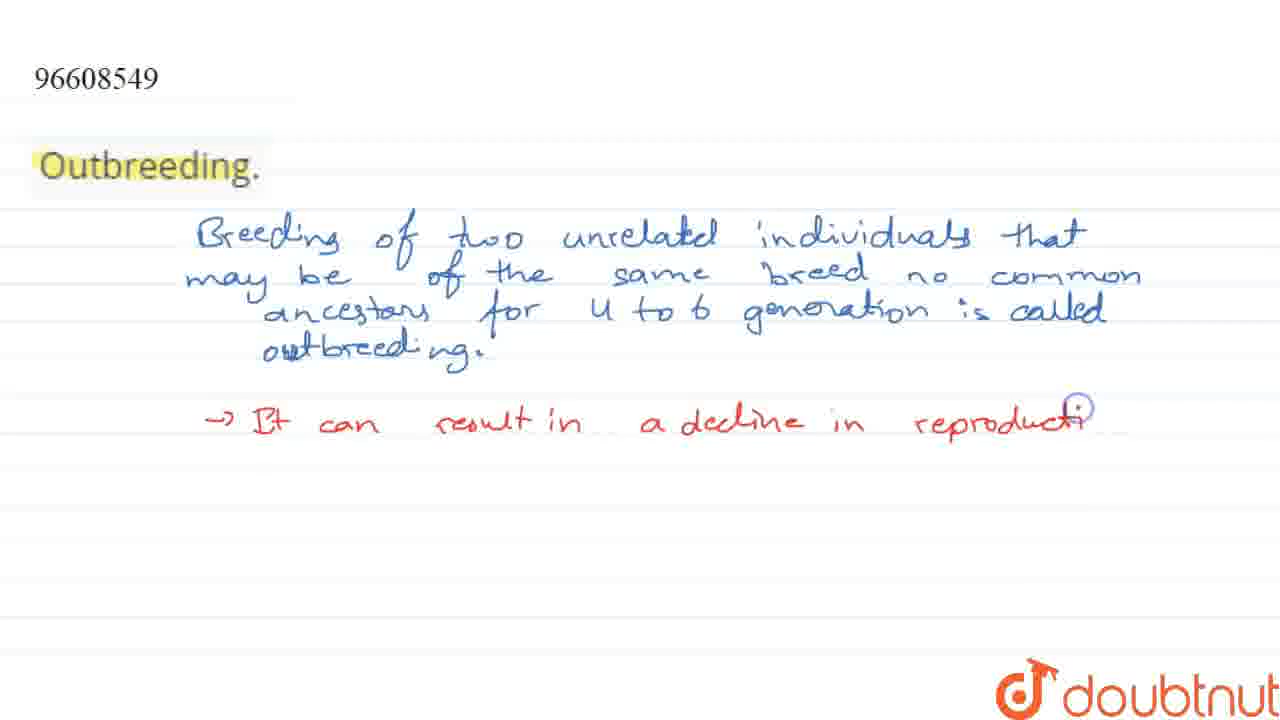 96608549
Outbreeding.
Breeding of two unrelated individuals that
may be of the same breed no common
ancestors for 4 to 6 generation is called
outbreeding.
→ It can result in a decline in reproducti
doubtnut